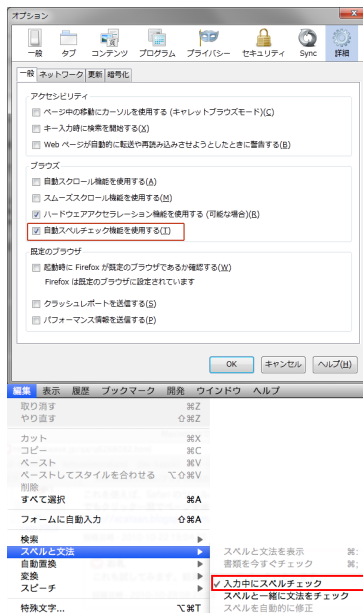 オプション
一般 タブ コンテンツ プログラム プライバシー セキュリティ Sync 詳細
一般 ネットワーク 更新 暗号化
アクセシビリティ
ページ中の移動にカーソルを使用する (キャレットブラウズモード)(C)
キー入力時に検索を開始する(X)
Web ページが自動的に転送や再読み込みさせようとしたときに警告する(B)
ブラウズ
自動スクロール機能を使用する(A)
スムーズスクロール機能を使用する(M)
ハードウェアアクセラレーション機能を使用する (可能な場合)(R)
自動スペルチェック機能を使用する(T)
既定のブラウザ
起動時に Firefox が既定のブラウザであるか確認する(W)
Firefox は既定のブラウザに設定されています
クラッシュレポートを送信する(S)
パフォーマンス情報を送信する(P)
OK キャンセル ヘルプ(H)
編集 表示 履歴 ブックマーク 開発 ウインドウ ヘルプ
取り消す ⌘Z
やり直す ⇧⌘Z
カット ⌘X
コピー ⌘C
ペースト ⌘V
ペーストしてスタイルを合わせる ⌥⇧⌘V
削除
すべて選択 ⌘A
フォームに自動入力 ⇧⌘A
検索 ▶
スペルと文法 ▶ スペルと文法を表示 ⌘:
自動置換 ▶ 書類を今すぐチェック ⌘;
変換 ▶ ✓ 入力中にスペルチェック
スピーチ ▶ スペルと一緒に文法をチェック
特殊文字... ⌥⌘T スペルを自動的に修正